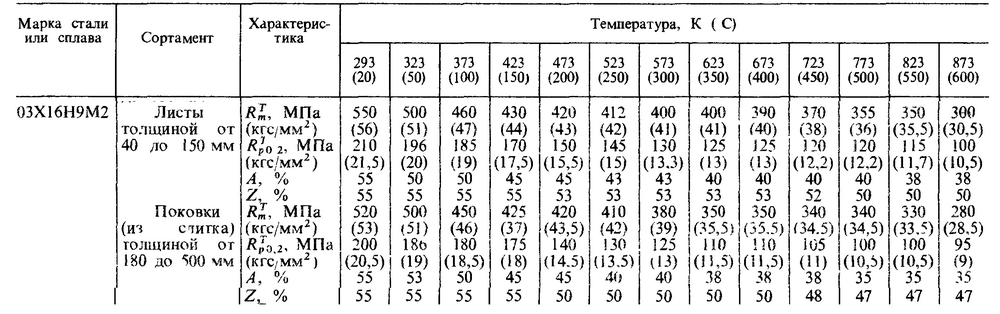 Марка стали или сплава | Сортамент | Характеристика | Температура, К ( С)
293 (20) | 323 (50) | 373 (100) | 423 (150) | 473 (200) | 523 (250) | 573 (300) | 623 (350) | 673 (400) | 723 (450) | 773 (500) | 823 (550) | 873 (600)
03Х16Н9М2 | Листы | R_m^T, МПа | 550 | 500 | 460 | 430 | 420 | 412 | 400 | 400 | 390 | 370 | 355 | 350 | 300
толщиной от | (кгс/мм²) | (56) | (51) | (47) | (44) | (43) | (42) | (41) | (41) | (40) | (38) | (36) | (35,5) | (30,5)
40 до 150 мм | R_p0,2^T, МПа | 210 | 196 | 185 | 170 | 150 | 145 | 130 | 125 | 125 | 120 | 120 | 115 | 100
(кгс/мм²) | (21,5) | (20) | (19) | (17,5) | (15,5) | (15) | (13,3) | (13) | (13) | (12,2) | (12,2) | (11,7) | (10,5)
A, % | 55 | 50 | 50 | 45 | 45 | 43 | 43 | 40 | 40 | 40 | 40 | 38 | 38
Z, % | 55 | 55 | 55 | 55 | 53 | 53 | 53 | 53 | 53 | 52 | 50 | 50 | 50
Поковки | R_m^T, МПа | 520 | 500 | 450 | 425 | 420 | 410 | 380 | 350 | 350 | 340 | 340 | 330 | 280
(из слитка) | (кгс/мм²) | (53) | (51) | (46) | (37) | (43,5) | (42) | (39) | (35,5) | (35.5) | (34.5) | (34,5) | (33.5) | (28,5)
толщиной от | R_p0,2^T, МПа | 200 | 186 | 180 | 175 | 140 | 130 | 125 | 110 | 110 | 105 | 100 | 100 | 95
180 до 500 мм | (кгс/мм²) | (20,5) | (19) | (18,5) | (18) | (14.5) | (13.5) | (13) | (11,5) | (11,5) | (11) | (10,5) | (10,5) | (9)
A, % | 55 | 53 | 50 | 45 | 45 | 40 | 40 | 38 | 38 | 38 | 35 | 35 | 35
Z, % | 55 | 55 | 55 | 55 | 50 | 50 | 50 | 50 | 50 | 48 | 47 | 47 | 47